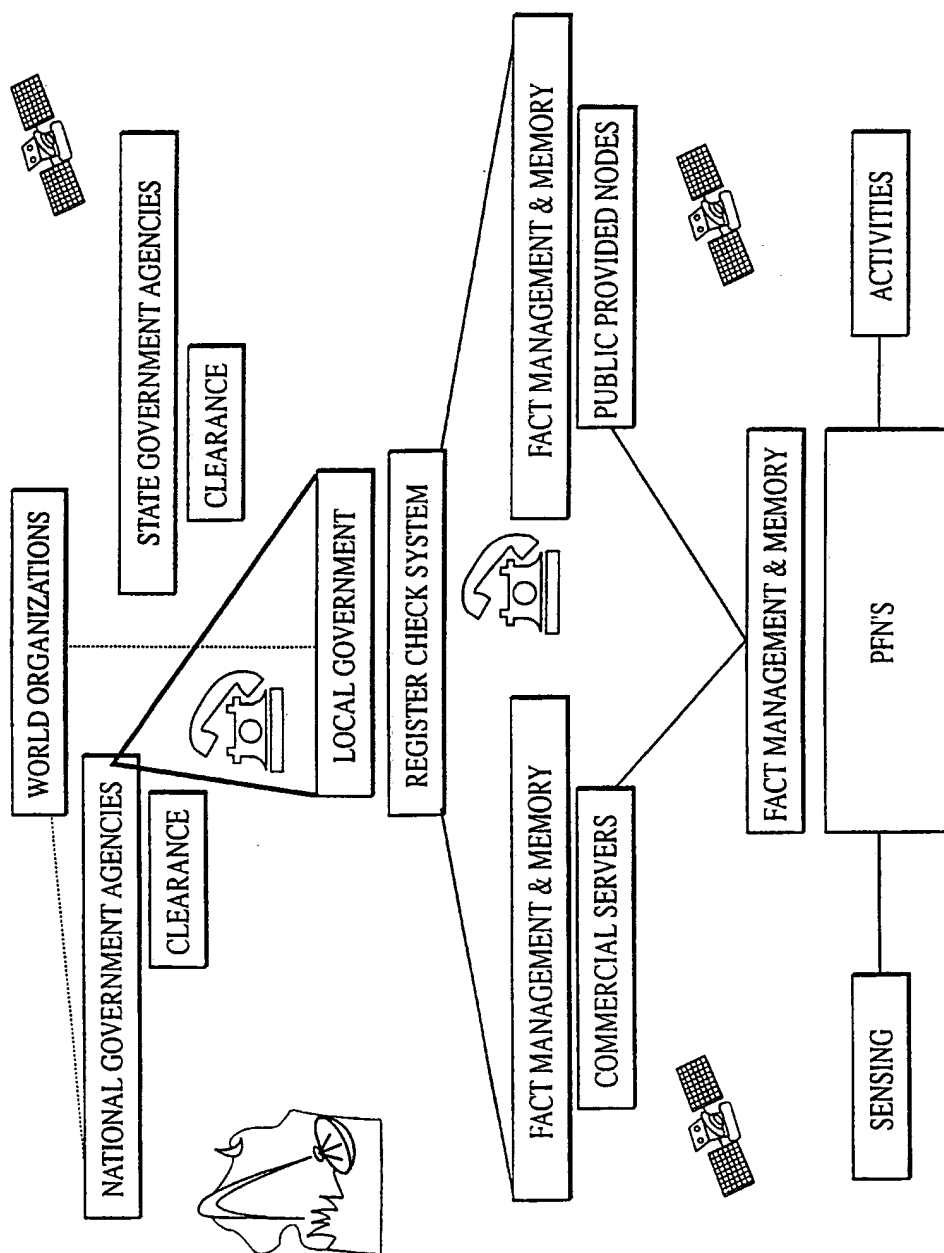 WORLD ORGANIZATIONS
NATIONAL GOVERNMENT AGENCIES
STATE GOVERNMENT AGENCIES
CLEARANCE
CLEARANCE
LOCAL GOVERNMENT
REGISTER CHECK SYSTEM
FACT MANAGEMENT & MEMORY
FACT MANAGEMENT & MEMORY
COMMERCIAL SERVERS
PUBLIC PROVIDED NODES
FACT MANAGEMENT & MEMORY
SENSING
PFN'S
ACTIVITIES